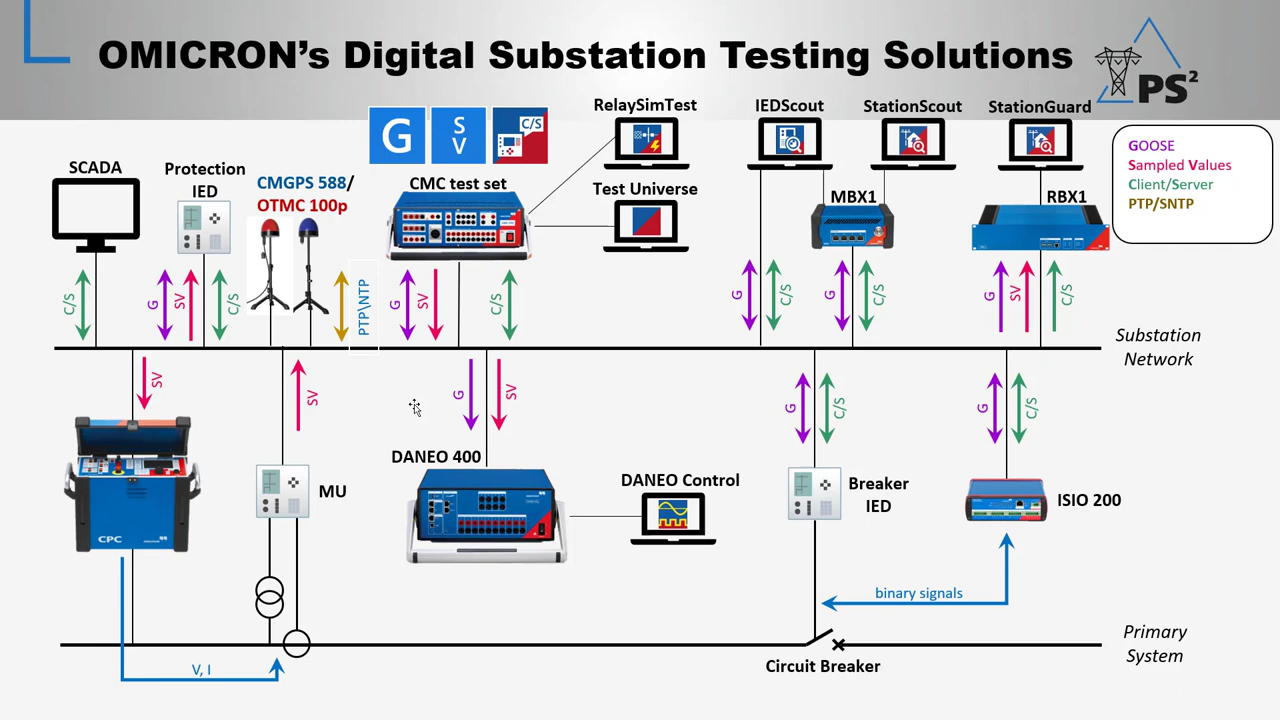 OMICRON's Digital Substation Testing Solutions
PS²
RelaySimTest
IEDScout
StationScout
StationGuard
G
S
V
C/S
GOOSE
Sampled Values
Client/Server
PTP/SNTP
SCADA
Protection
IED
CMGPS 588/
OTMC 100p
CMC test set
Test Universe
MBX1
RBX1
C/S
G
SV
C/S
PTP\NTP
G
SV
C/S
G
C/S
G
C/S
G
SV
C/S
Substation
Network
SV
SV
G
SV
G
C/S
G
C/S
DANEO 400
DANEO Control
MU
Breaker
IED
ISIO 200
CPC
binary signals
Primary
System
V, I
Circuit Breaker